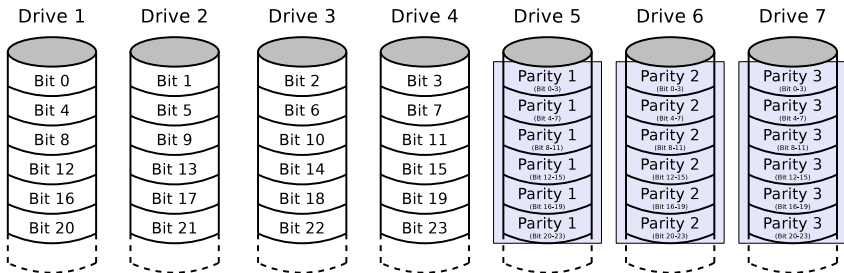 Drive 1 Drive 2 Drive 3 Drive 4 Drive 5 Drive 6 Drive 7
Bit 0 Bit 1 Bit 2 Bit 3 Parity 1 Parity 2 Parity 3
(Bit 0-3) (Bit 0-3) (Bit 0-3)
Bit 4 Bit 5 Bit 6 Bit 7 Parity 1 Parity 2 Parity 3
(Bit 4-7) (Bit 4-7) (Bit 4-7)
Bit 8 Bit 9 Bit 10 Bit 11 Parity 1 Parity 2 Parity 3
(Bit 8-11) (Bit 8-11) (Bit 8-11)
Bit 12 Bit 13 Bit 14 Bit 15 Parity 1 Parity 2 Parity 3
(Bit 12-15) (Bit 12-15) (Bit 12-15)
Bit 16 Bit 17 Bit 18 Bit 19 Parity 1 Parity 2 Parity 3
(Bit 16-19) (Bit 16-19) (Bit 16-19)
Bit 20 Bit 21 Bit 22 Bit 23 Parity 1 Parity 2 Parity 3
(Bit 20-23) (Bit 20-23) (Bit 20-23)